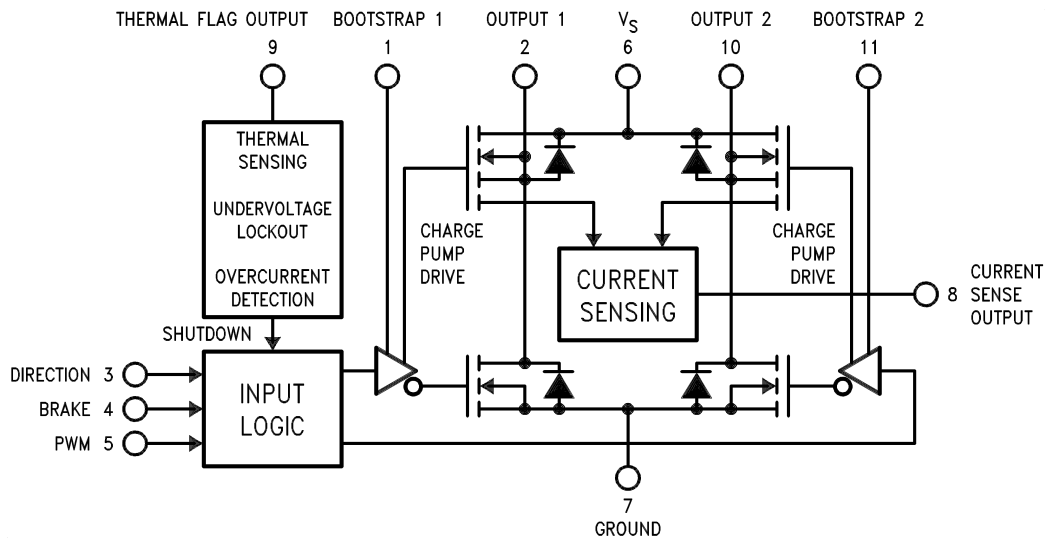 THERMAL FLAG OUTPUT
9
BOOTSTRAP 1
1
OUTPUT 1
2
VS
6
OUTPUT 2
10
BOOTSTRAP 2
11
THERMAL
SENSING
UNDERVOLTAGE
LOCKOUT
OVERCURRENT
DETECTION
SHUTDOWN
CHARGE
PUMP
DRIVE
CURRENT
SENSING
CHARGE
PUMP
DRIVE
8 CURRENT
SENSE
OUTPUT
DIRECTION 3
BRAKE 4
PWM 5
INPUT
LOGIC
7
GROUND